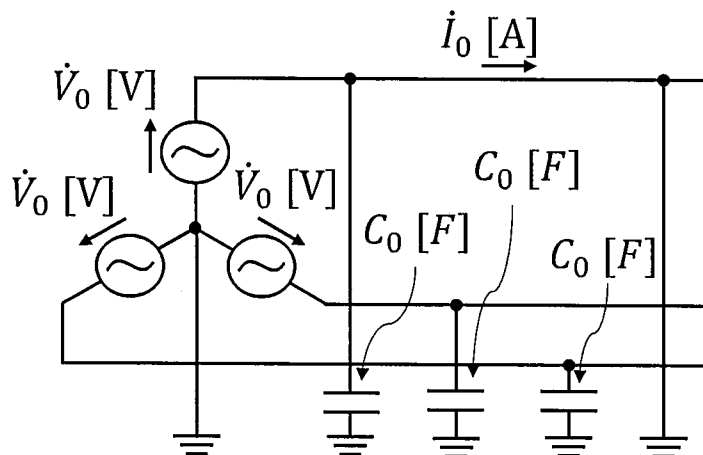 İ₀ [A]
V̇₀ [V]
V̇₀ [V]
V̇₀ [V]
C₀ [F]
C₀ [F]
C₀ [F]